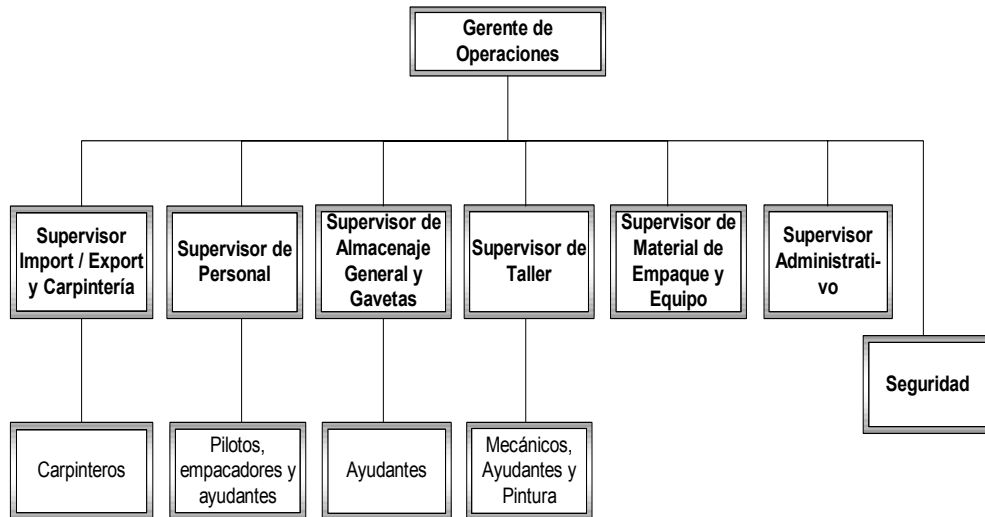 Gerente de
Operaciones
Supervisor
Import / Export
y Carpintería
Supervisor de
Personal
Supervisor de
Almacenaje
General y
Gavetas
Supervisor de
Taller
Supervisor de
Material de
Empaque y
Equipo
Supervisor
Administrati-
vo
Seguridad
Carpinteros
Pilotos,
empacadores y
ayudantes
Ayudantes
Mecánicos,
Ayudantes y
Pintura